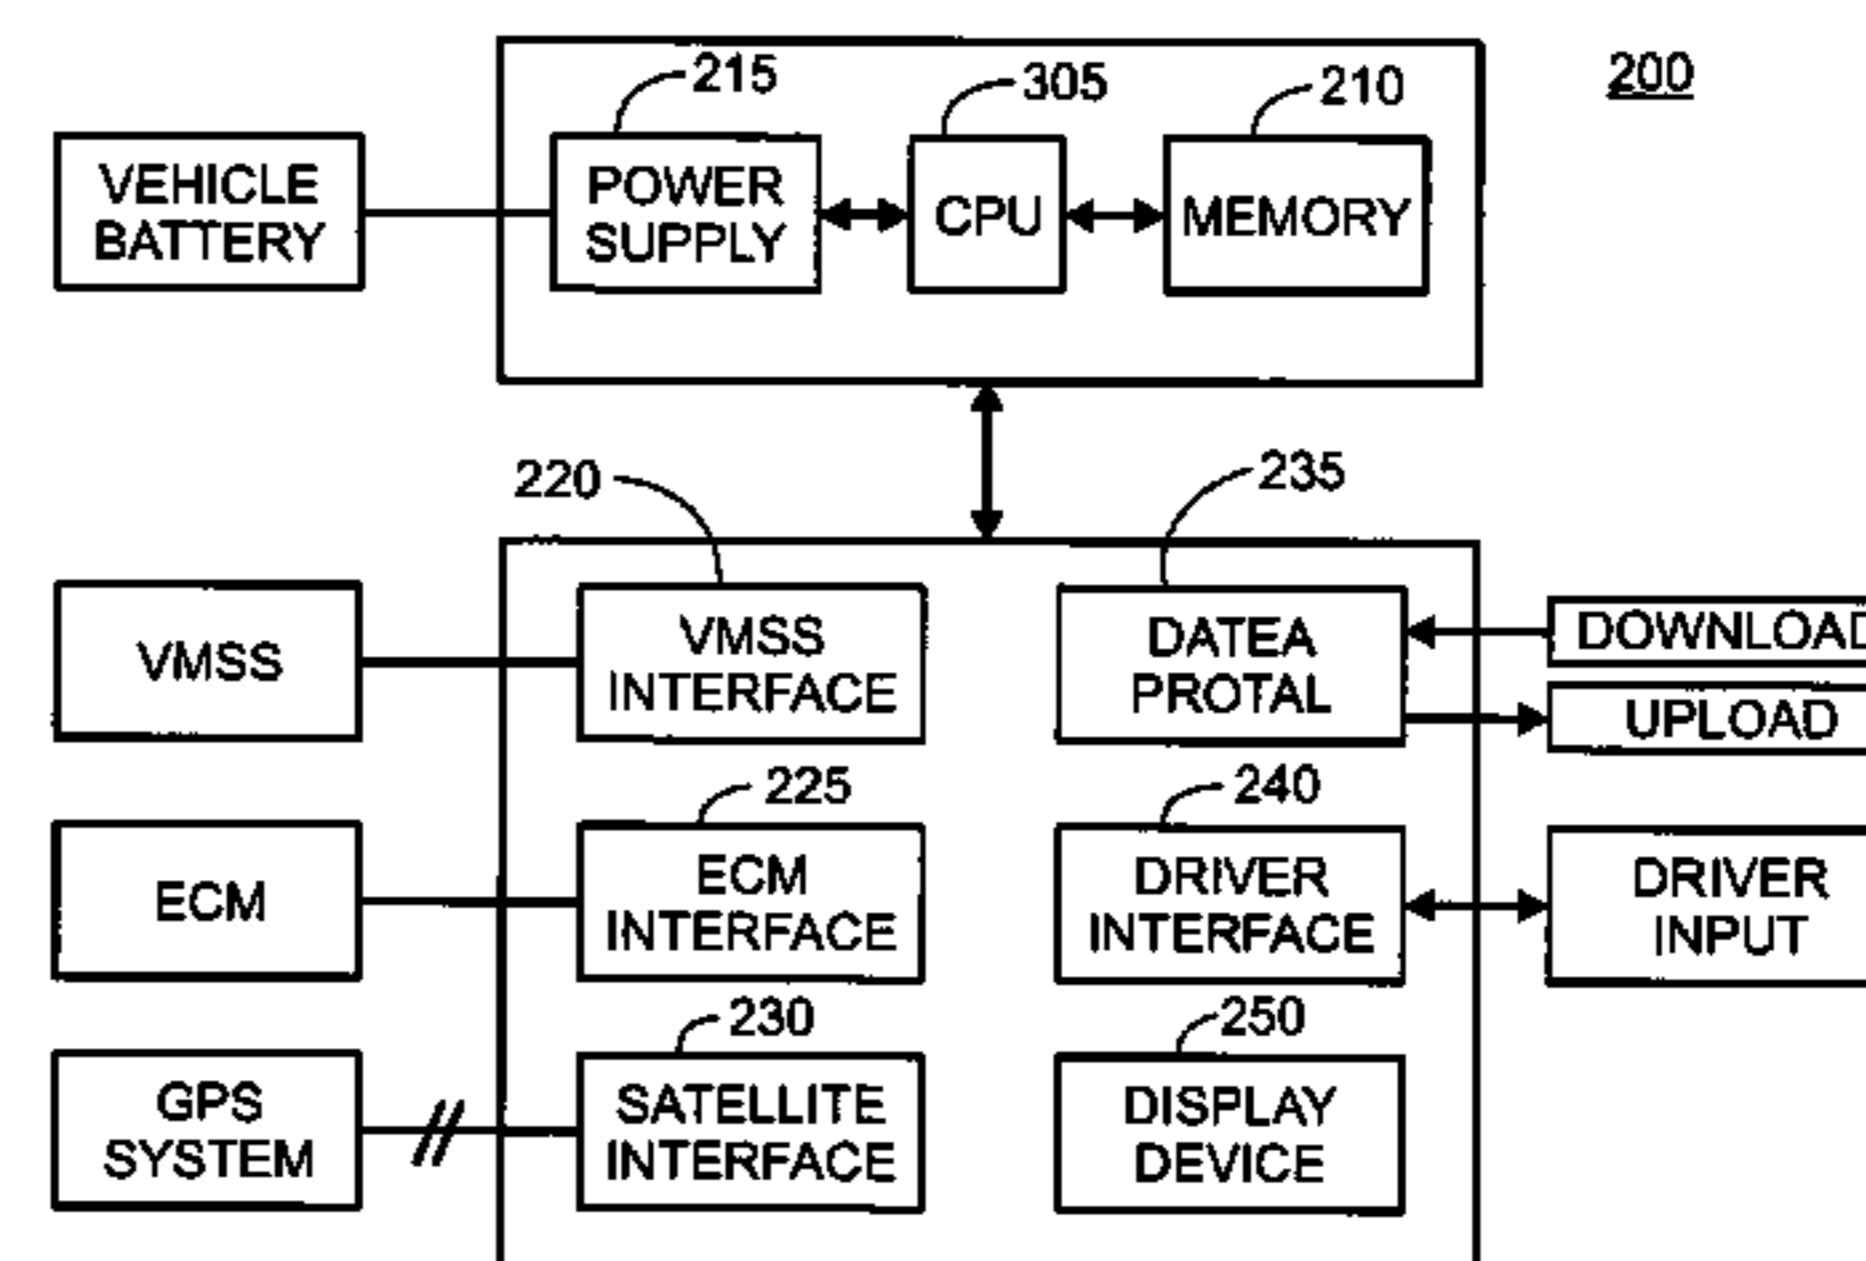 200
215
305
210
VEHICLE
BATTERY
POWER
SUPPLY
CPU
MEMORY
220
235
VMSS
VMSS
INTERFACE
DATEA
PROTAL
DOWNLOAD
UPLOAD
225
240
ECM
ECM
INTERFACE
DRIVER
INTERFACE
DRIVER
INPUT
230
250
GPS
SYSTEM
SATELLITE
INTERFACE
DISPLAY
DEVICE